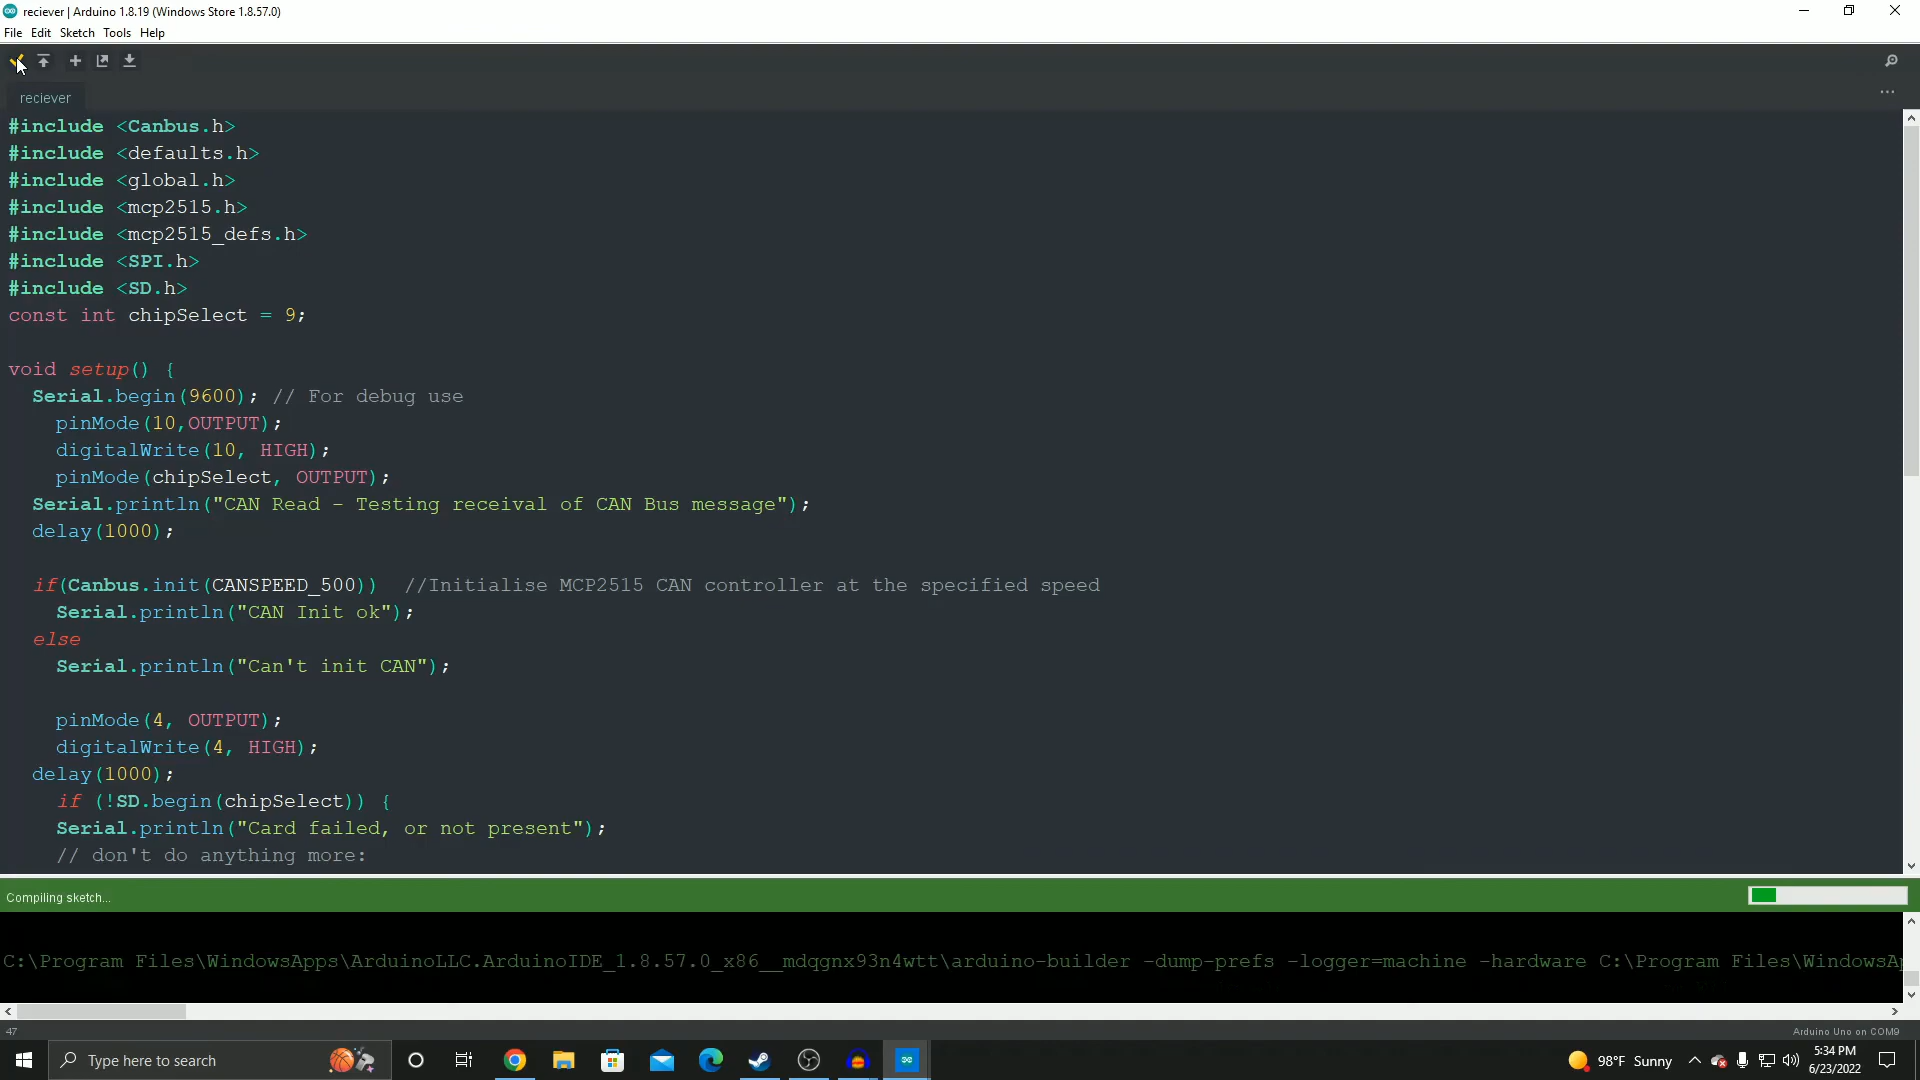 reciever | Arduino 1.8.19 (Windows Store 1.8.57.0)
File Edit Sketch Tools Help
reciever
#include <Canbus.h>
#include <defaults.h>
#include <global.h>
#include <mcp2515.h>
#include <mcp2515_defs.h>
#include <SPI.h>
#include <SD.h>
const int chipSelect = 9;
void setup() {
Serial.begin(9600); // For debug use
pinMode(10,OUTPUT);
digitalWrite(10, HIGH);
pinMode(chipSelect, OUTPUT);
Serial.println("CAN Read - Testing receival of CAN Bus message");
delay(1000);
if(Canbus.init(CANSPEED_500)) //Initialise MCP2515 CAN controller at the specified speed
Serial.println("CAN Init ok");
else
Serial.println("Can't init CAN");
pinMode(4, OUTPUT);
digitalWrite(4, HIGH);
delay(1000);
if (!SD.begin(chipSelect)) {
Serial.println("Card failed, or not present");
// don't do anything more:
Compiling sketch...
C:\Program Files\WindowsApps\ArduinoLLC.ArduinoIDE_1.8.57.0_x86__mdqgnx93n4wtt\arduino-builder -dump-prefs -logger=machine -hardware C:\Program Files\WindowsAp
47
Arduino Uno on COM9
Type here to search
98°F Sunny
5:34 PM
6/23/2022